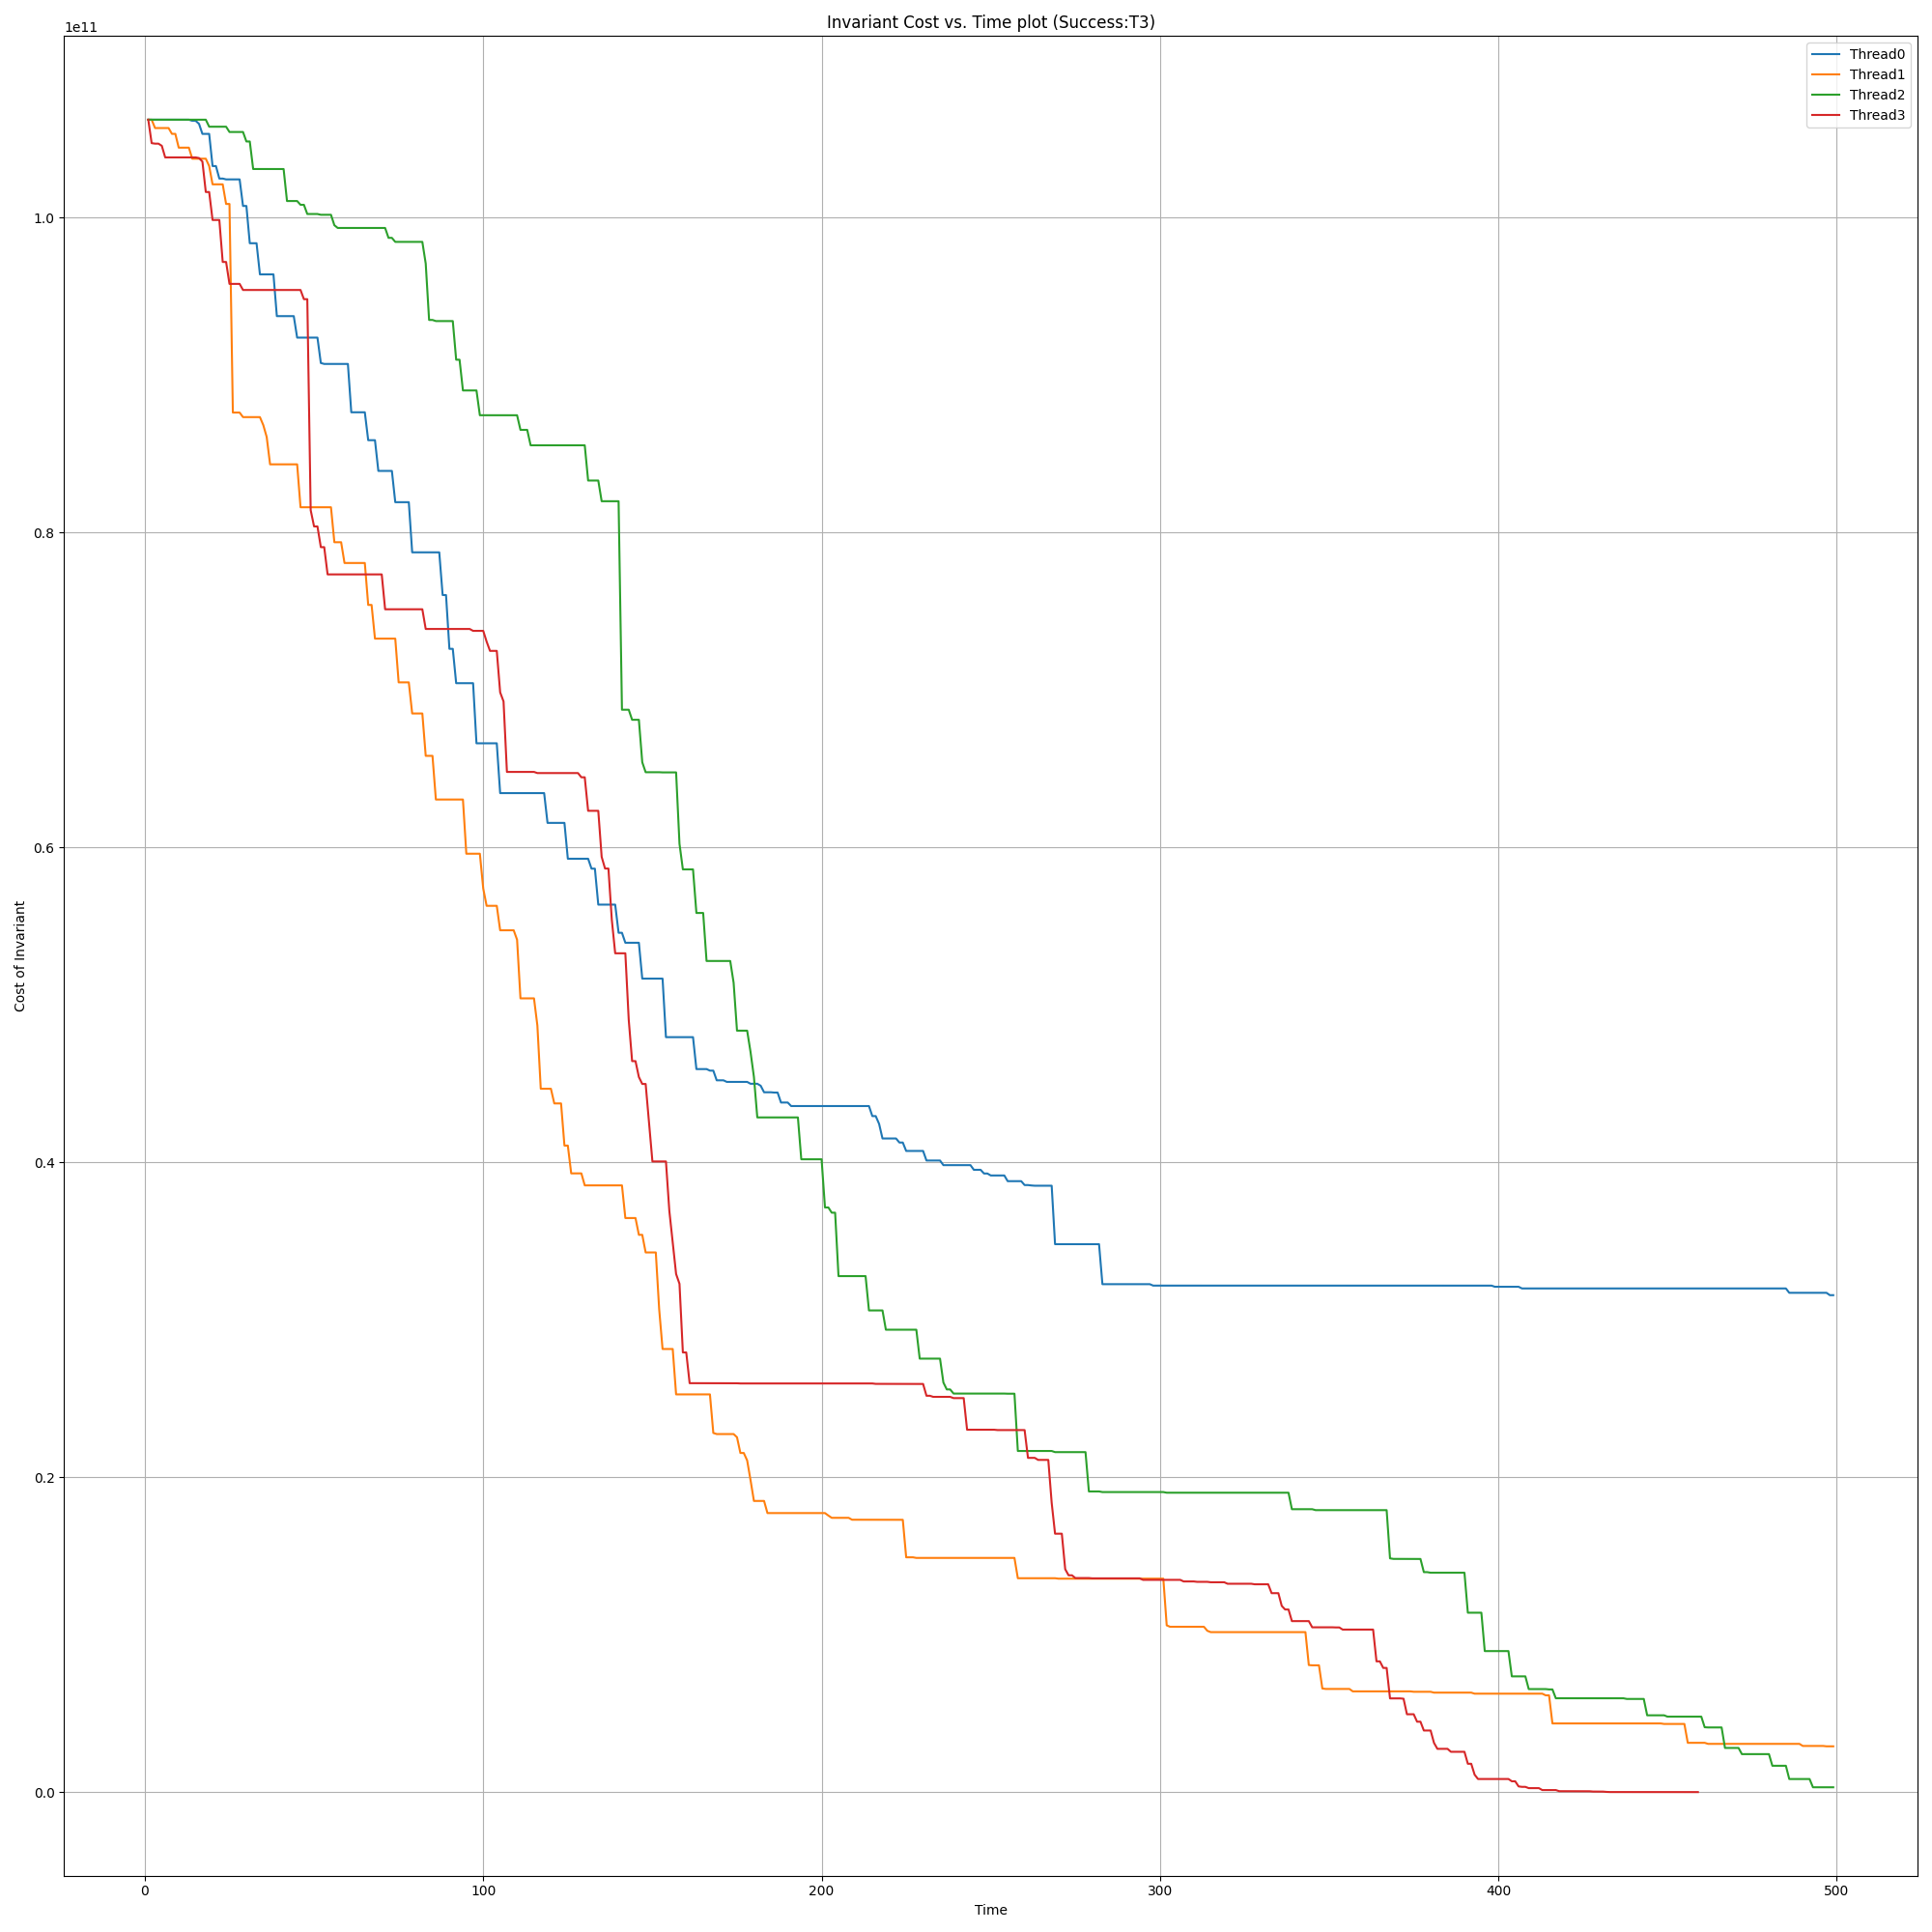 Invariant Cost vs. Time plot (Success:T3)
1e11
Thread0
Thread1
Thread2
Thread3
1.0
0.8
0.6
0.4
0.2
0.0
Cost of Invariant
0 100 200 300 400 500
Time